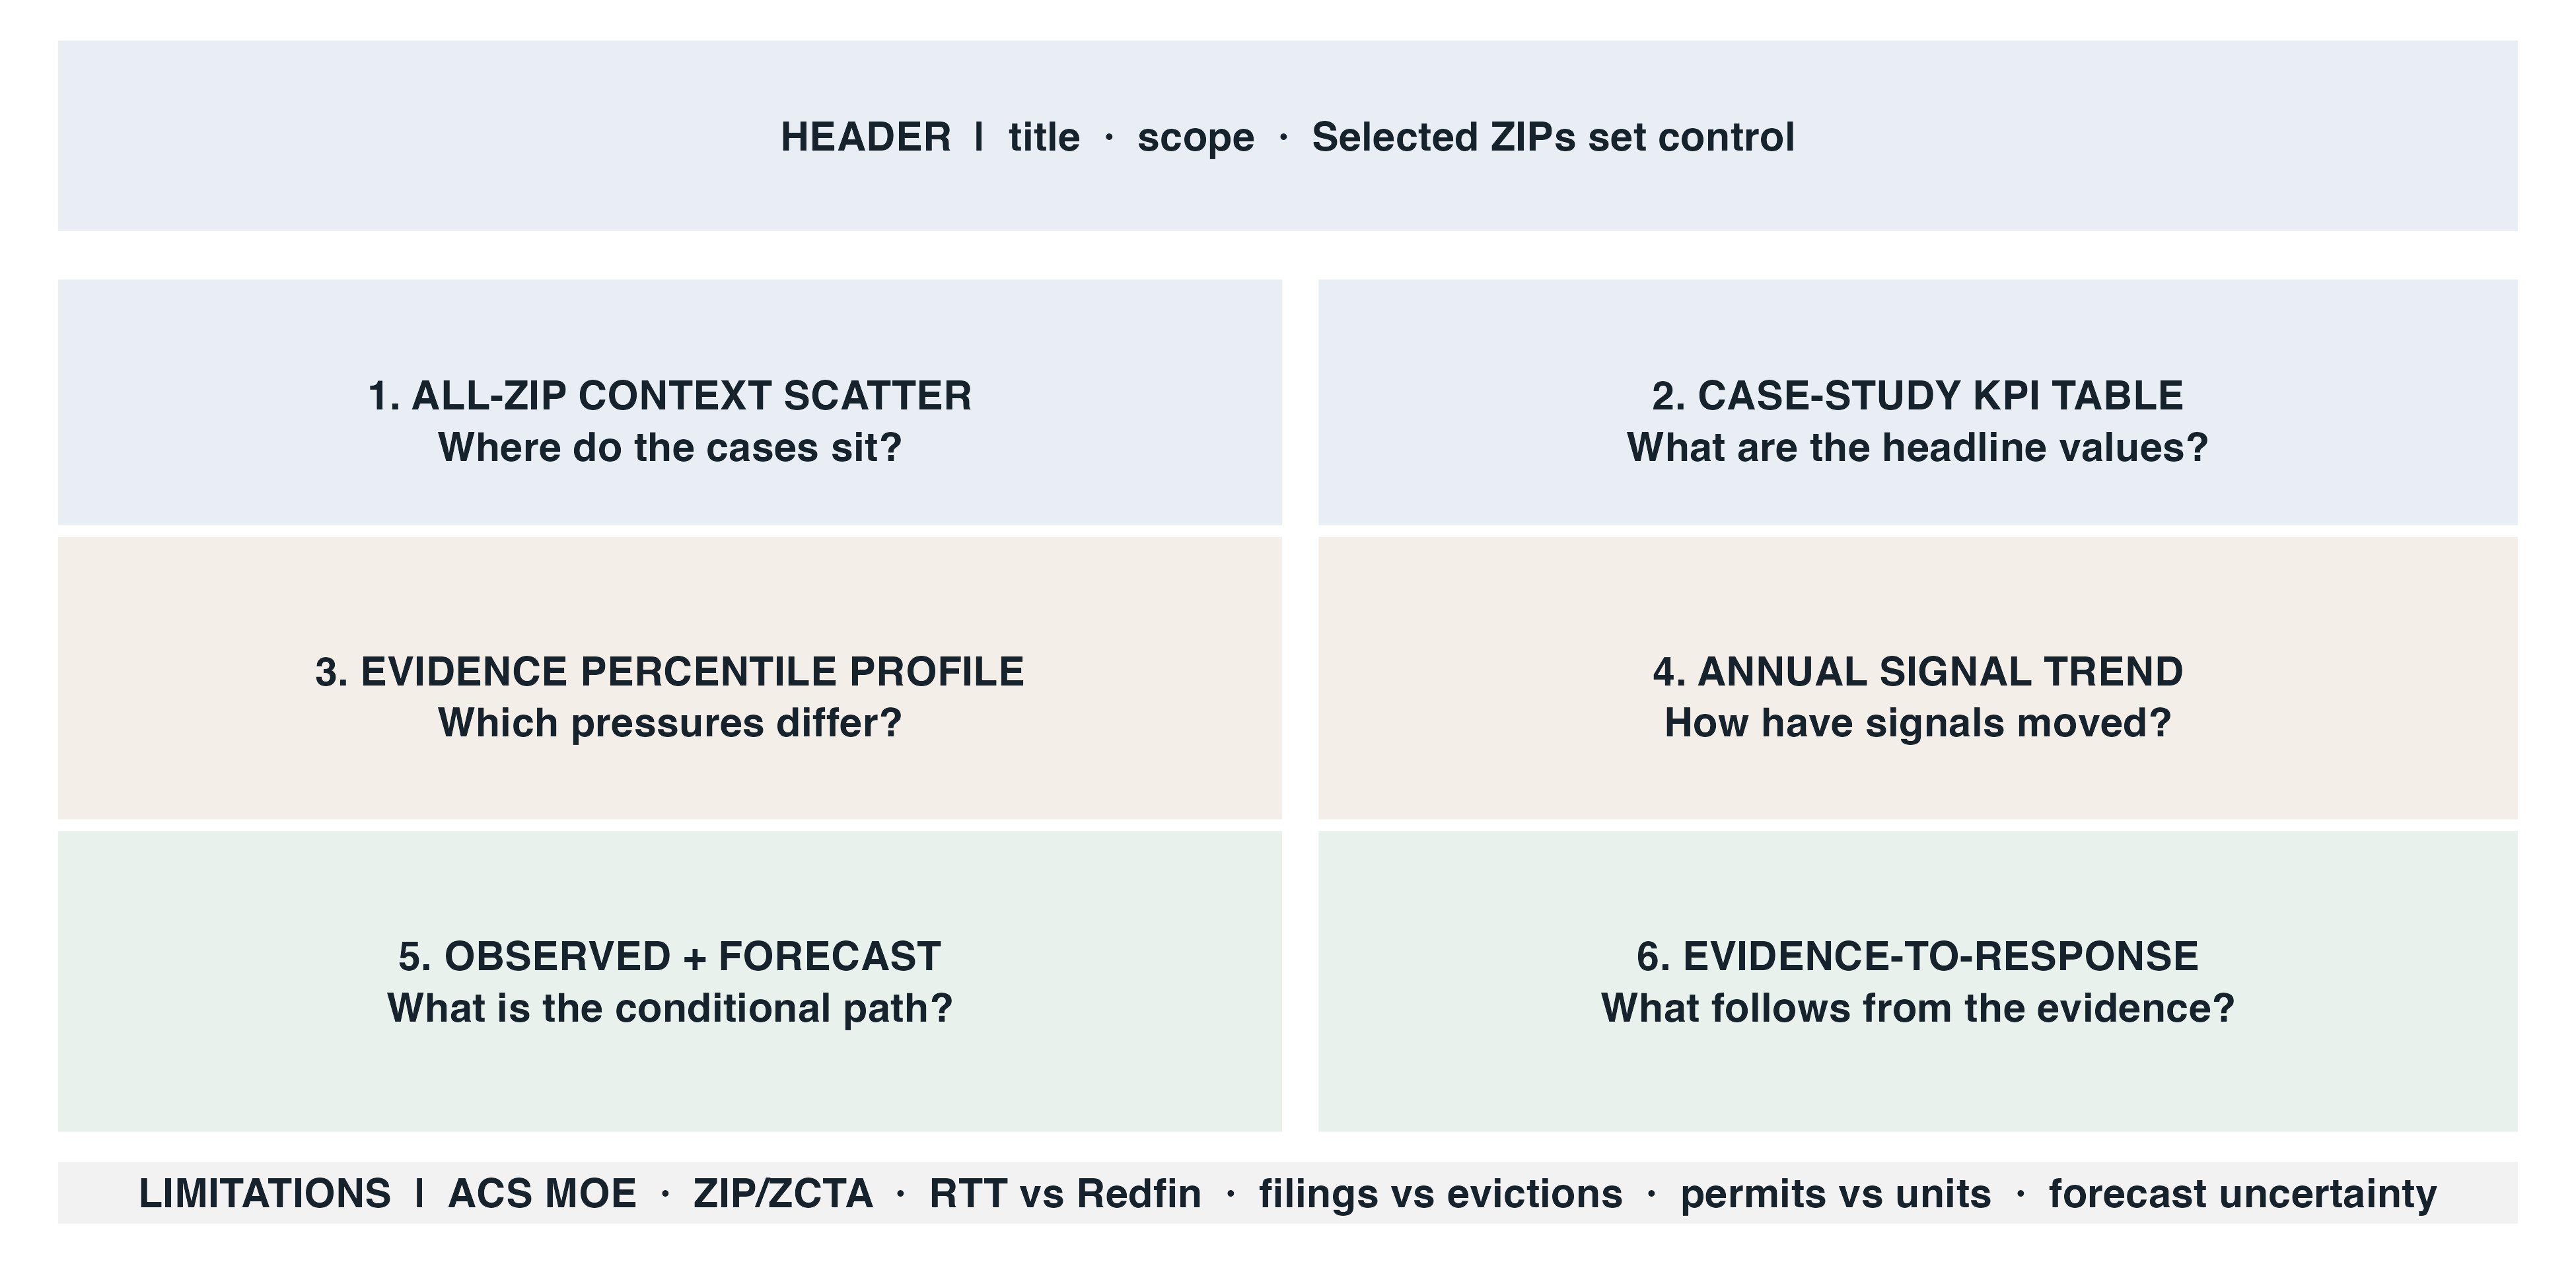 HEADER | title · scope · Selected ZIPs set control
1. ALL-ZIP CONTEXT SCATTER
Where do the cases sit?
2. CASE-STUDY KPI TABLE
What are the headline values?
3. EVIDENCE PERCENTILE PROFILE
Which pressures differ?
4. ANNUAL SIGNAL TREND
How have signals moved?
5. OBSERVED + FORECAST
What is the conditional path?
6. EVIDENCE-TO-RESPONSE
What follows from the evidence?
LIMITATIONS | ACS MOE · ZIP/ZCTA · RTT vs Redfin · filings vs evictions · permits vs units · forecast uncertainty